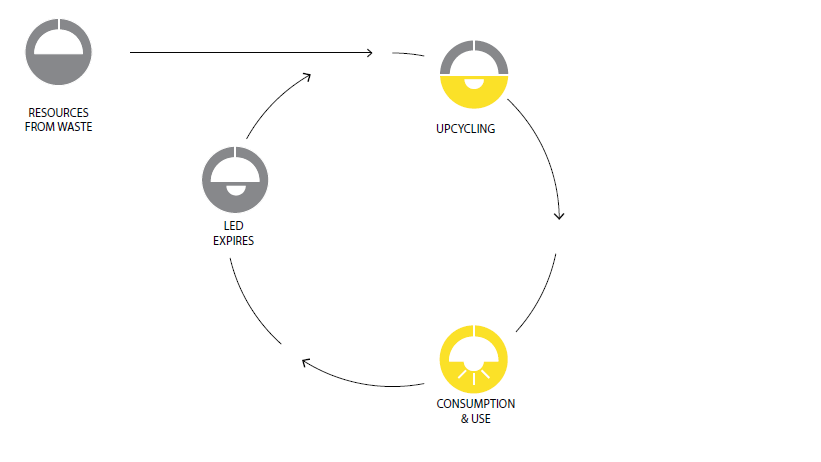 RESOURCES
FROM WASTE
UPCYCLING
LED
EXPIRES
CONSUMPTION
& USE